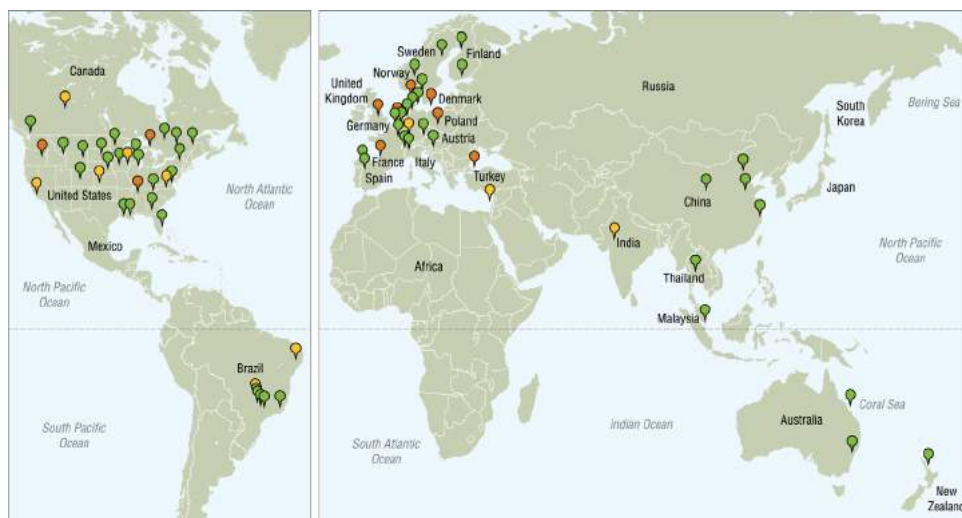 Canada
United States
Mexico
North Atlantic
Ocean
North Pacific
Ocean
Brazil
South Pacific
Ocean
Sweden
Finland
Norway
United
Kingdom
Denmark
Germany
Poland
Austria
France
Italy
Spain
Turkey
Russia
South
Korea
Bering Sea
China
Japan
India
Africa
North Pacific
Ocean
Thailand
Malaysia
South Atlantic
Ocean
Indian Ocean
Australia
Coral Sea
New
Zealand